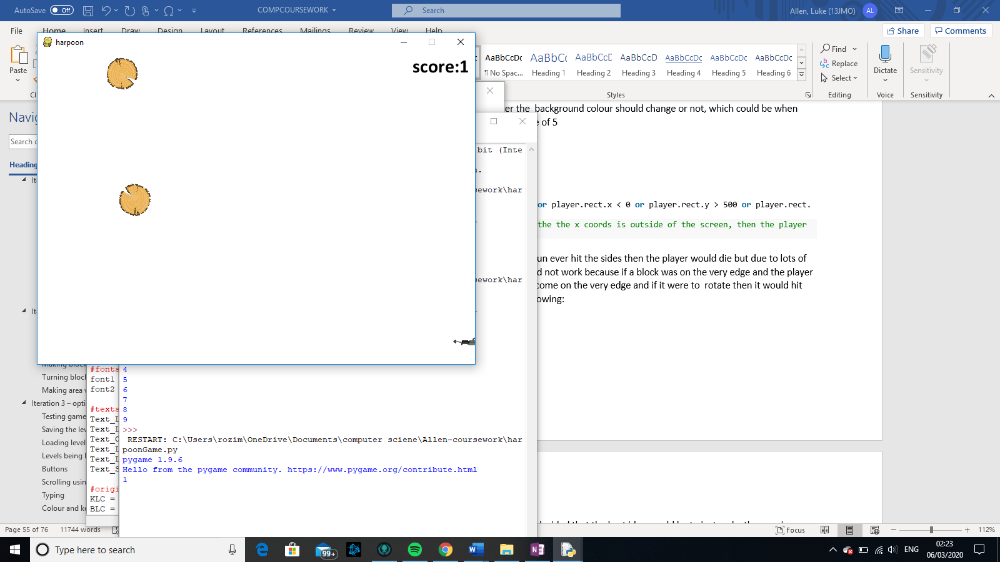 AutoSave Off
COMPCOURSEWORK
Search
Allen, Luke (13JMO) AL
File Home Insert Draw Design Layout References Mailings Review View Help
Share Comments
harpoon
score:1
Paste
AaBbCcDc AaBbC AaBbCcE AaBbCcD AaBbCcDc AaBbCcDc AaBbCcDc
¶ No Spac... Heading 1 Heading 2 Heading 3 Heading 4 Heading 5 Heading 6
Styles
Find
Replace
Select
Editing
Dictate
Voice
Sensitivity
Sensitivity
Navig
Search
Heading
er the background colour should change or not, which could be when
e of 5
bit (Inte
ework\har
or player.rect.x < 0 or player.rect.y > 500 or player.rect.
the the x coords is outside of the screen, then the player
un ever hit the sides then the player would die but due to lots of
d not work because if a block was on the very edge and the player
come on the very edge and if it were to rotate then it would hit
owing:
ework\har
It
It
Making block
Turning block
Making area
Iteration 3 – opti
Testing game
Saving the lev
Loading levels
Levels being l
Buttons
Scrolling usin
Typing
Colour and ke
#fonts
font1
font2
#texts
Text_L
Text_L
Text_C
Text_L
Text_L
Text_S
#origi
KLC =
BLC =
4
5
6
7
8
9
>>>
RESTART: C:\Users\rozim\OneDrive\Documents\computer sciene\Allen-coursework\har
poonGame.py
pygame 1.9.6
Hello from the pygame community. https://www.pygame.org/contribute.html
1
Page 55 of 76 11744 words
Focus
112%
Type here to search
99+
ENG
02:23
06/03/2020